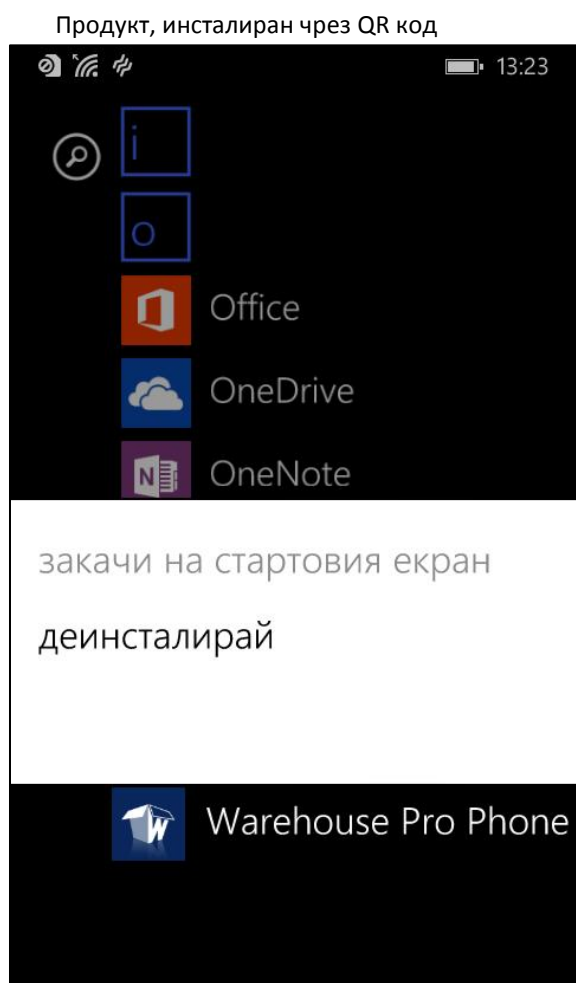 Продукт, инсталиран чрез QR код
13:23
i
o
Office
OneDrive
N
OneNote
закачи на стартовия екран
деинсталирай
W
Warehouse Pro Phone